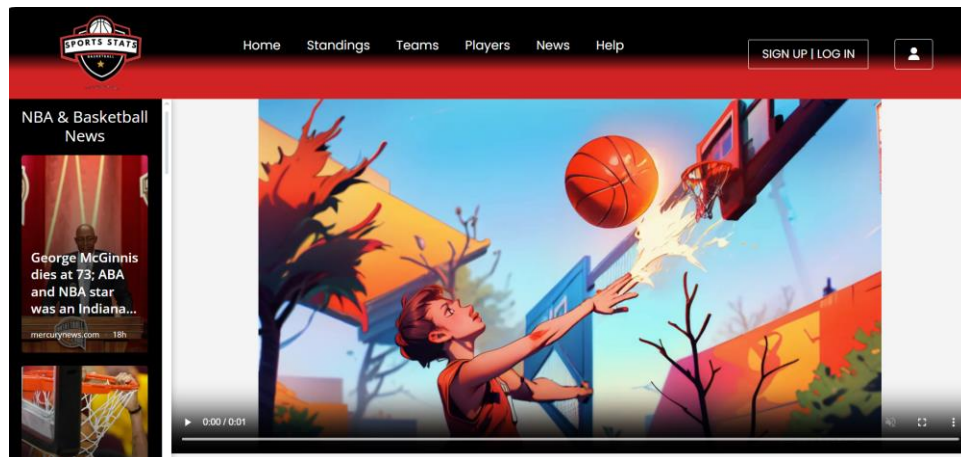 SPORTS STATS
BASKETBALL
Home Standings Teams Players News Help
SIGN UP | LOG IN
NBA & Basketball
News
George McGinnis
dies at 73; ABA
and NBA star
was an Indiana...
mercurynews.com 18h
0:00 / 0:01